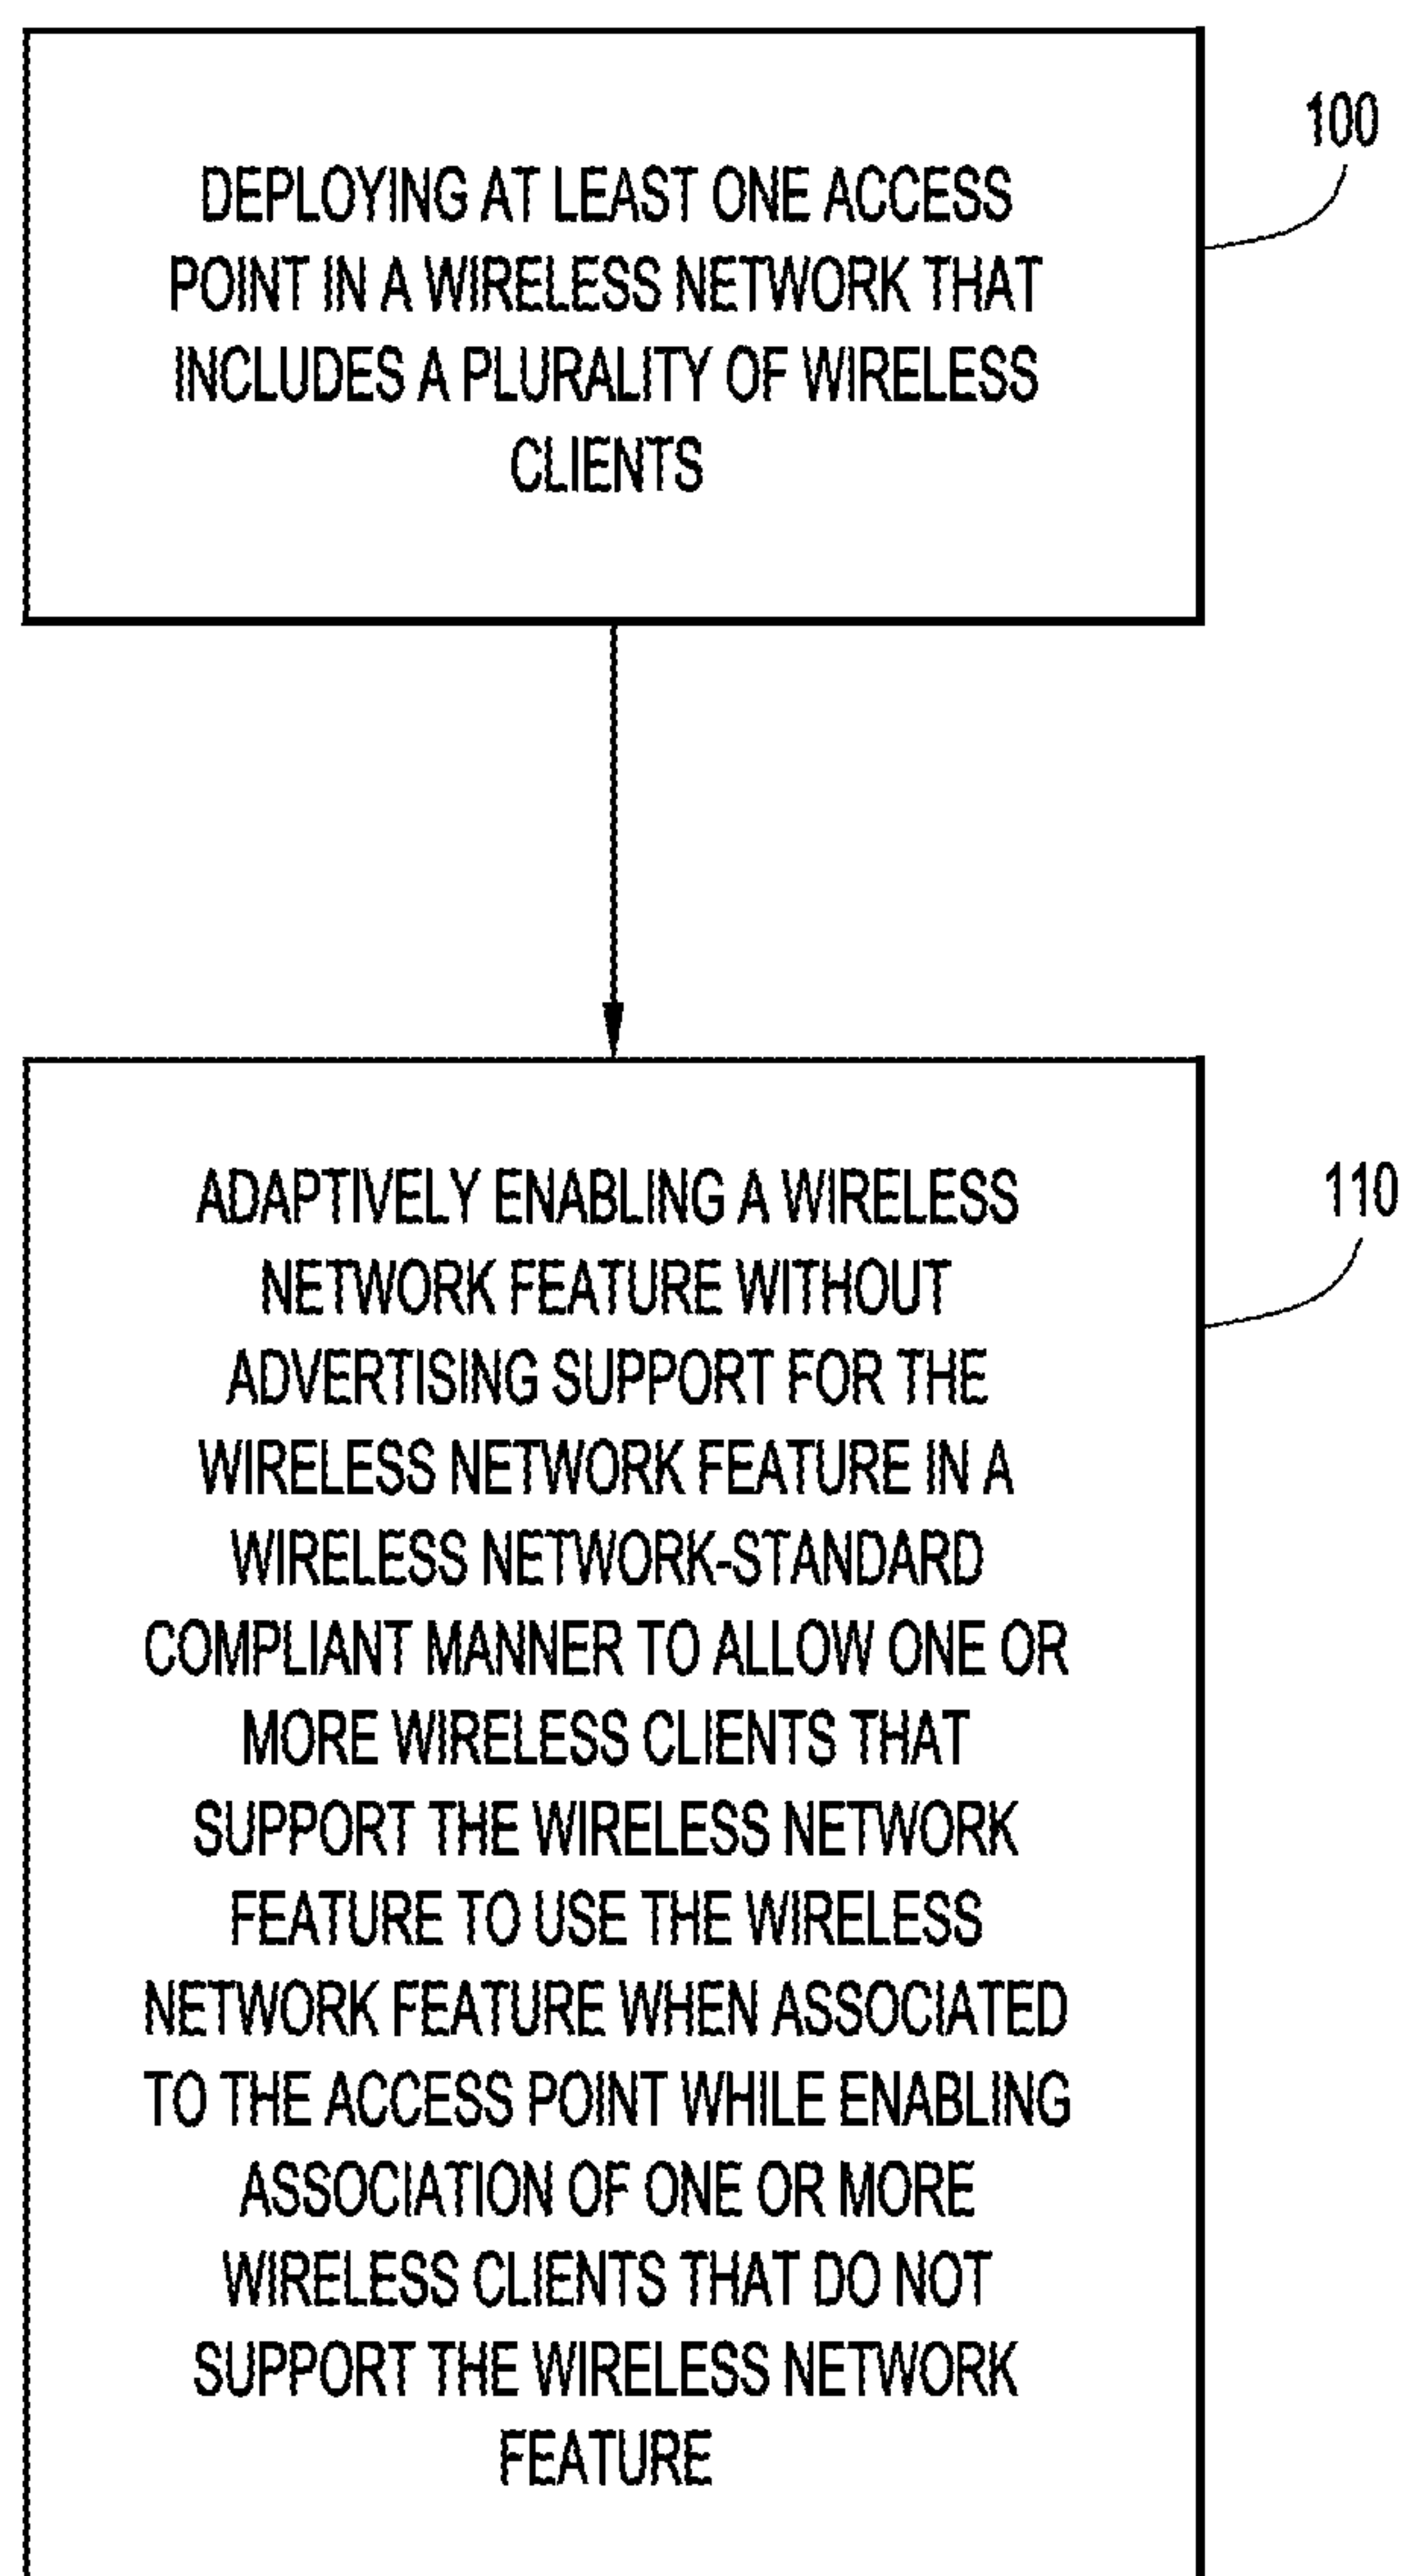 100
DEPLOYING AT LEAST ONE ACCESS
POINT IN A WIRELESS NETWORK THAT
INCLUDES A PLURALITY OF WIRELESS
CLIENTS
110
ADAPTIVELY ENABLING A WIRELESS
NETWORK FEATURE WITHOUT
ADVERTISING SUPPORT FOR THE
WIRELESS NETWORK FEATURE IN A
WIRELESS NETWORK-STANDARD
COMPLIANT MANNER TO ALLOW ONE OR
MORE WIRELESS CLIENTS THAT
SUPPORT THE WIRELESS NETWORK
FEATURE TO USE THE WIRELESS
NETWORK FEATURE WHEN ASSOCIATED
TO THE ACCESS POINT WHILE ENABLING
ASSOCIATION OF ONE OR MORE
WIRELESS CLIENTS THAT DO NOT
SUPPORT THE WIRELESS NETWORK
FEATURE